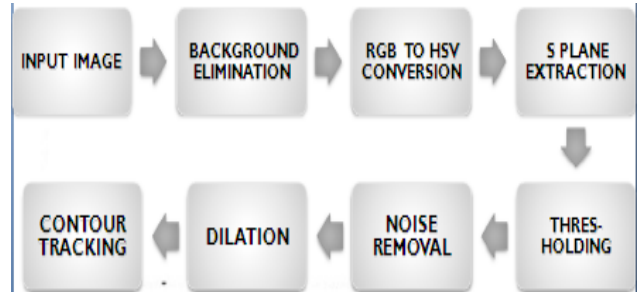 INPUT IMAGE
BACKGROUND
ELIMINATION
RGB TO HSV
CONVERSION
S PLANE
EXTRACTION
THRES-
HOLDING
NOISE
REMOVAL
DILATION
CONTOUR
TRACKING